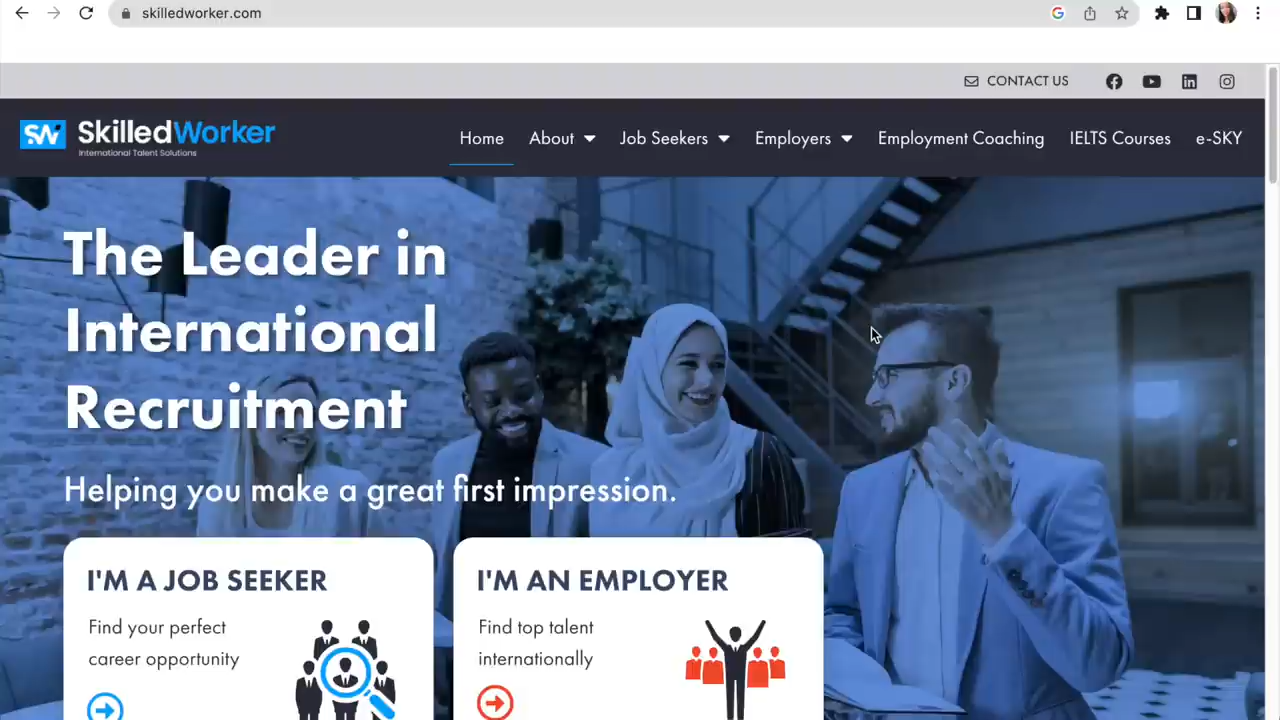 skilledworker.com
CONTACT US
SW SkilledWorker
International Talent Solutions
Home About Job Seekers Employers Employment Coaching IELTS Courses e-SKY
The Leader in
International
Recruitment
Helping you make a great first impression.
I'M A JOB SEEKER
Find your perfect
career opportunity
I'M AN EMPLOYER
Find top talent
internationally